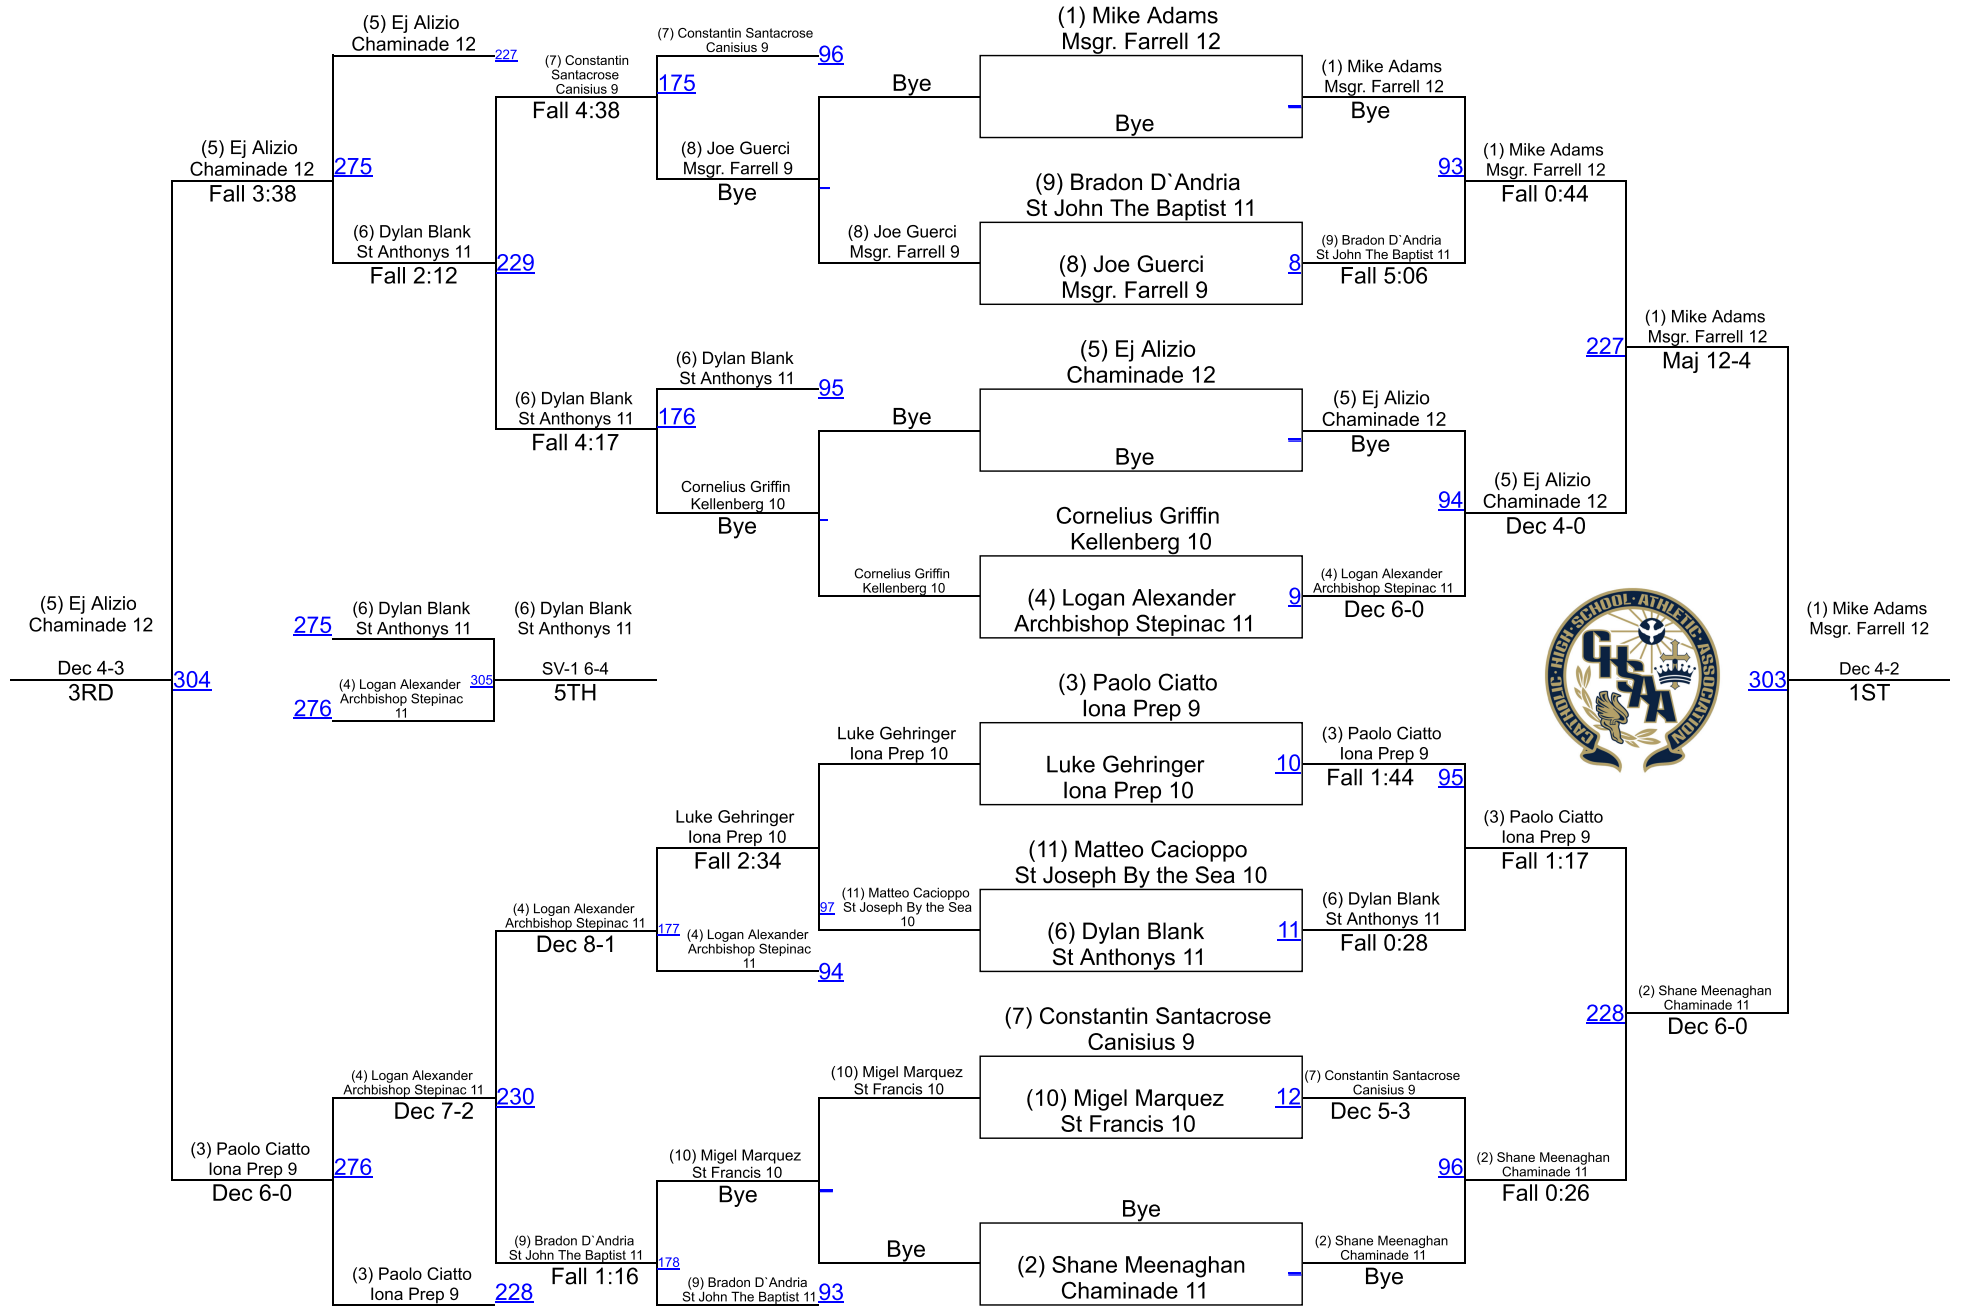 (5) Ej Alizio
Chaminade 12
227
(7) Constantin
Santacrose
Canisius 9
Fall 4:38
(7) Constantin Santacrose
Canisius 9
96
175
(8) Joe Guerci
Msgr. Farrell 9
Bye
Bye
(8) Joe Guerci
Msgr. Farrell 9
(1) Mike Adams
Msgr. Farrell 12
Bye
(1) Mike Adams
Msgr. Farrell 12
Bye
(9) Bradon D`Andria
St John The Baptist 11
(8) Joe Guerci
Msgr. Farrell 9
8
(9) Bradon D`Andria
St John The Baptist 11
Fall 5:06
93
(1) Mike Adams
Msgr. Farrell 12
Fall 0:44
(5) Ej Alizio
Chaminade 12
Fall 3:38
275
(6) Dylan Blank
St Anthonys 11
Fall 2:12
229
(6) Dylan Blank
St Anthonys 11
Fall 4:17
(6) Dylan Blank
St Anthonys 11
95
176
Cornelius Griffin
Kellenberg 10
Bye
Bye
Cornelius Griffin
Kellenberg 10
(5) Ej Alizio
Chaminade 12
Bye
(5) Ej Alizio
Chaminade 12
Bye
Cornelius Griffin
Kellenberg 10
(4) Logan Alexander
Archbishop Stepinac 11
9
(4) Logan Alexander
Archbishop Stepinac 11
Dec 6-0
94
(5) Ej Alizio
Chaminade 12
Dec 4-0
227
(1) Mike Adams
Msgr. Farrell 12
Maj 12-4
(5) Ej Alizio
Chaminade 12
Dec 4-3
3RD
304
275
(6) Dylan Blank
St Anthonys 11
276
(4) Logan Alexander
Archbishop Stepinac
11
305
(6) Dylan Blank
St Anthonys 11
SV-1 6-4
5TH
CATHOLIC·HIGH·SCHOOL·ATHLETIC·ASSOCIATION
CHSAA
303
(1) Mike Adams
Msgr. Farrell 12
Dec 4-2
1ST
Luke Gehringer
Iona Prep 10
(3) Paolo Ciatto
Iona Prep 9
Luke Gehringer
Iona Prep 10
10
(3) Paolo Ciatto
Iona Prep 9
Fall 1:44
95
Luke Gehringer
Iona Prep 10
Fall 2:34
97
(11) Matteo Cacioppo
St Joseph By the Sea
10
(11) Matteo Cacioppo
St Joseph By the Sea 10
(6) Dylan Blank
St Anthonys 11
11
(6) Dylan Blank
St Anthonys 11
Fall 0:28
(3) Paolo Ciatto
Iona Prep 9
Fall 1:17
(4) Logan Alexander
Archbishop Stepinac 11
Dec 8-1
177
(4) Logan Alexander
Archbishop Stepinac
11
94
228
(2) Shane Meenaghan
Chaminade 11
Dec 6-0
(4) Logan Alexander
Archbishop Stepinac 11
Dec 7-2
230
(10) Migel Marquez
St Francis 10
(7) Constantin Santacrose
Canisius 9
(10) Migel Marquez
St Francis 10
12
(7) Constantin Santacrose
Canisius 9
Dec 5-3
96
(2) Shane Meenaghan
Chaminade 11
Fall 0:26
(3) Paolo Ciatto
Iona Prep 9
Dec 6-0
276
(10) Migel Marquez
St Francis 10
Bye
Bye
Bye
(2) Shane Meenaghan
Chaminade 11
(2) Shane Meenaghan
Chaminade 11
Bye
(9) Bradon D`Andria
St John The Baptist 11
Fall 1:16
178
(9) Bradon D`Andria
St John The Baptist 11
93
(3) Paolo Ciatto
Iona Prep 9
228